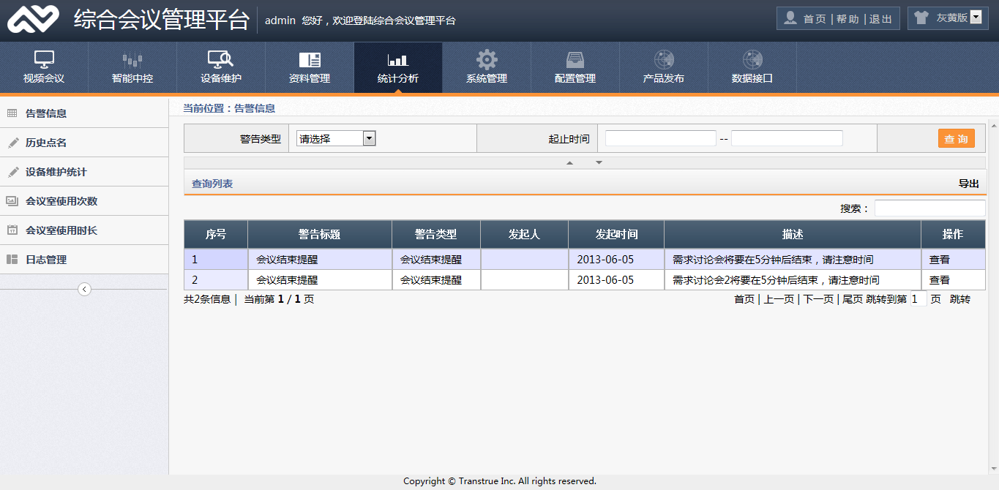 综合会议管理平台
admin 您好，欢迎登陆综合会议管理平台
首页 | 帮助 | 退出
灰黄版
视频会议 智能中控 设备维护 资料管理 统计分析 系统管理 配置管理 产品发布 数据接口
告警信息
历史点名
设备维护统计
会议室使用次数
会议室使用时长
日志管理
当前位置：告警信息
警告类型 请选择 起止时间 -- 查 询
查询列表 导出
搜索：
序号 警告标题 警告类型 发起人 发起时间 描述 操作
1 会议结束提醒 会议结束提醒 2013-06-05 需求讨论会将要在5分钟后结束，请注意时间 查看
2 会议结束提醒 会议结束提醒 2013-06-05 需求讨论会2将要在5分钟后结束，请注意时间 查看
共2条信息 | 当前第 1 / 1 页 首页 | 上一页 | 下一页 | 尾页 跳转到第 1 页 跳转
Copyright © Transtrue Inc. All rights reserved.